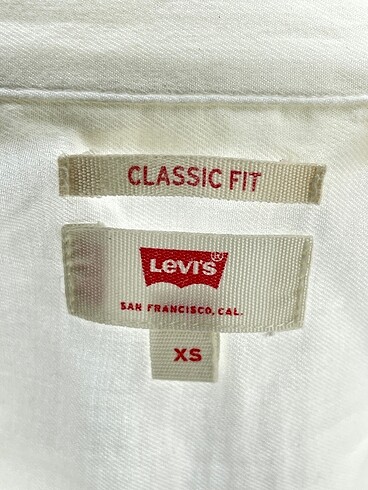 CLASSIC FIT
Levi's®
SAN FRANCISCO, CAL.
XS